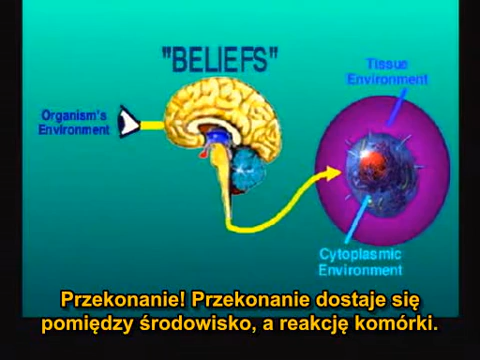 "BELIEFS"
Tissue
Environment
Organism's
Environment
Cytoplasmic
Environment
Przekonanie! Przekonanie dostaje się
pomiędzy środowisko, a reakcję komórki.